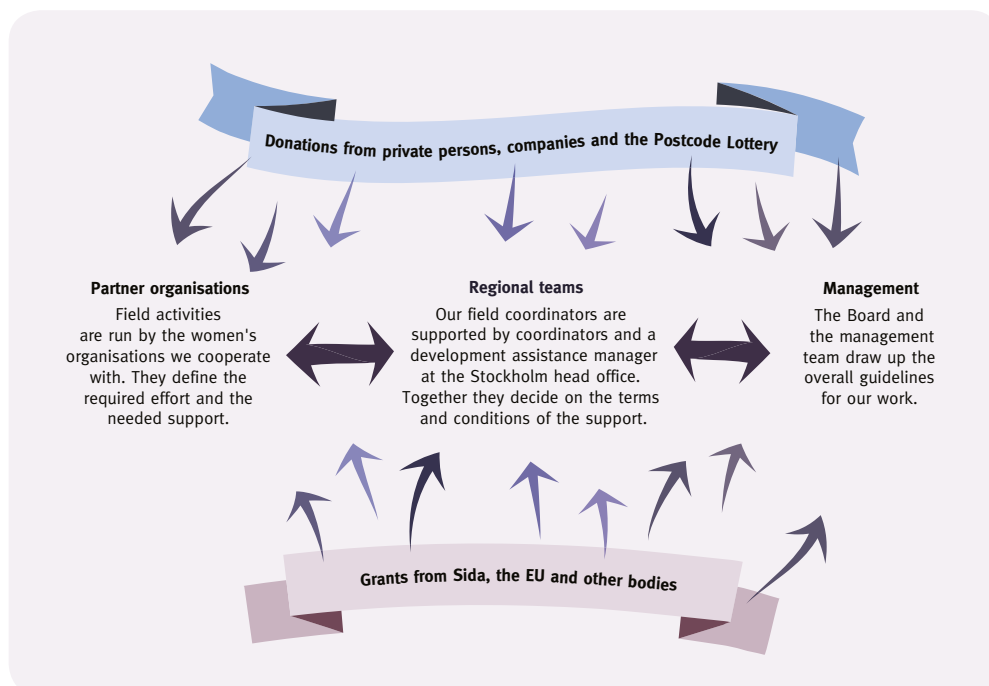 Donations from private persons, companies and the Postcode Lottery
Partner organisations
Field activities
are run by the women's
organisations we cooperate
with. They define the
required effort and the
needed support.
Regional teams
Our field coordinators are
supported by coordinators and a
development assistance manager
at the Stockholm head office.
Together they decide on the terms
and conditions of the support.
Management
The Board and
the management
team draw up the
overall guidelines
for our work.
Grants from Sida, the EU and other bodies